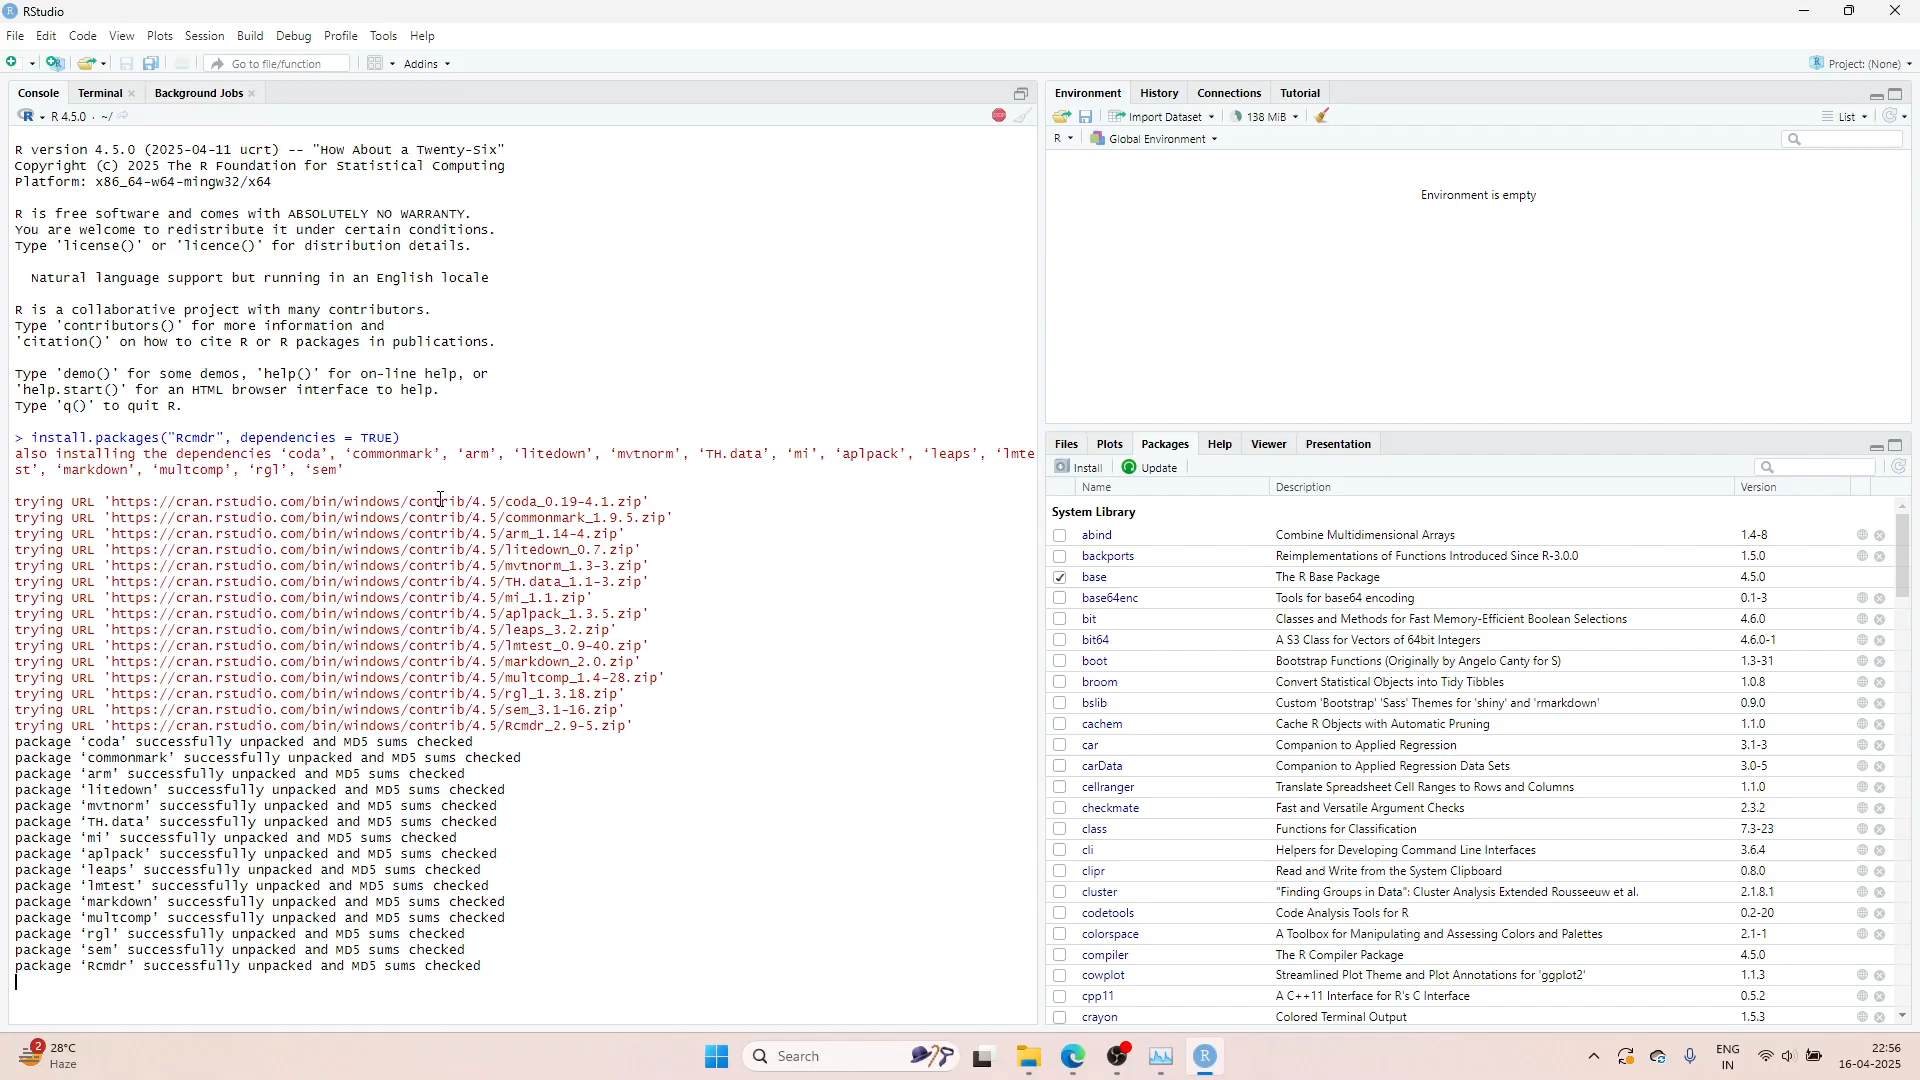 RStudio
File Edit Code View Plots Session Build Debug Profile Tools Help
Go to file/function Addins Project: (None)
Console Terminal Background Jobs
R 4.5.0 · ~/
R version 4.5.0 (2025-04-11 ucrt) -- "How About a Twenty-Six"
Copyright (C) 2025 The R Foundation for Statistical Computing
Platform: x86_64-w64-mingw32/x64
R is free software and comes with ABSOLUTELY NO WARRANTY.
You are welcome to redistribute it under certain conditions.
Type 'license()' or 'licence()' for distribution details.
Natural language support but running in an English locale
R is a collaborative project with many contributors.
Type 'contributors()' for more information and
'citation()' on how to cite R or R packages in publications.
Type 'demo()' for some demos, 'help()' for on-line help, or
'help.start()' for an HTML browser interface to help.
Type 'q()' to quit R.
> install.packages("Rcmdr", dependencies = TRUE)
also installing the dependencies ‘coda’, ‘commonmark’, ‘arm’, ‘litedown’, ‘mvtnorm’, ‘TH.data’, ‘mi’, ‘aplpack’, ‘leaps’, ‘lmte
st’, ‘markdown’, ‘multcomp’, ‘rgl’, ‘sem’
trying URL 'https://cran.rstudio.com/bin/windows/contrib/4.5/coda_0.19-4.1.zip'
trying URL 'https://cran.rstudio.com/bin/windows/contrib/4.5/commonmark_1.9.5.zip'
trying URL 'https://cran.rstudio.com/bin/windows/contrib/4.5/arm_1.14-4.zip'
trying URL 'https://cran.rstudio.com/bin/windows/contrib/4.5/litedown_0.7.zip'
trying URL 'https://cran.rstudio.com/bin/windows/contrib/4.5/mvtnorm_1.3-3.zip'
trying URL 'https://cran.rstudio.com/bin/windows/contrib/4.5/TH.data_1.1-3.zip'
trying URL 'https://cran.rstudio.com/bin/windows/contrib/4.5/mi_1.1.zip'
trying URL 'https://cran.rstudio.com/bin/windows/contrib/4.5/aplpack_1.3.5.zip'
trying URL 'https://cran.rstudio.com/bin/windows/contrib/4.5/leaps_3.2.zip'
trying URL 'https://cran.rstudio.com/bin/windows/contrib/4.5/lmtest_0.9-40.zip'
trying URL 'https://cran.rstudio.com/bin/windows/contrib/4.5/markdown_2.0.zip'
trying URL 'https://cran.rstudio.com/bin/windows/contrib/4.5/multcomp_1.4-28.zip'
trying URL 'https://cran.rstudio.com/bin/windows/contrib/4.5/rgl_1.3.18.zip'
trying URL 'https://cran.rstudio.com/bin/windows/contrib/4.5/sem_3.1-16.zip'
trying URL 'https://cran.rstudio.com/bin/windows/contrib/4.5/Rcmdr_2.9-5.zip'
package ‘coda’ successfully unpacked and MD5 sums checked
package ‘commonmark’ successfully unpacked and MD5 sums checked
package ‘arm’ successfully unpacked and MD5 sums checked
package ‘litedown’ successfully unpacked and MD5 sums checked
package ‘mvtnorm’ successfully unpacked and MD5 sums checked
package ‘TH.data’ successfully unpacked and MD5 sums checked
package ‘mi’ successfully unpacked and MD5 sums checked
package ‘aplpack’ successfully unpacked and MD5 sums checked
package ‘leaps’ successfully unpacked and MD5 sums checked
package ‘lmtest’ successfully unpacked and MD5 sums checked
package ‘markdown’ successfully unpacked and MD5 sums checked
package ‘multcomp’ successfully unpacked and MD5 sums checked
package ‘rgl’ successfully unpacked and MD5 sums checked
package ‘sem’ successfully unpacked and MD5 sums checked
package ‘Rcmdr’ successfully unpacked and MD5 sums checked
Environment History Connections Tutorial
Import Dataset 138 MiB List
R Global Environment
Environment is empty
Files Plots Packages Help Viewer Presentation
Install Update
Name Description Version
System Library
abind Combine Multidimensional Arrays 1.4-8
backports Reimplementations of Functions Introduced Since R-3.0.0 1.5.0
base The R Base Package 4.5.0
base64enc Tools for base64 encoding 0.1-3
bit Classes and Methods for Fast Memory-Efficient Boolean Selections 4.6.0
bit64 A S3 Class for Vectors of 64bit Integers 4.6.0-1
boot Bootstrap Functions (Originally by Angelo Canty for S) 1.3-31
broom Convert Statistical Objects into Tidy Tibbles 1.0.8
bslib Custom 'Bootstrap' 'Sass' Themes for 'shiny' and 'rmarkdown' 0.9.0
cachem Cache R Objects with Automatic Pruning 1.1.0
car Companion to Applied Regression 3.1-3
carData Companion to Applied Regression Data Sets 3.0-5
cellranger Translate Spreadsheet Cell Ranges to Rows and Columns 1.1.0
checkmate Fast and Versatile Argument Checks 2.3.2
class Functions for Classification 7.3-23
cli Helpers for Developing Command Line Interfaces 3.6.4
clipr Read and Write from the System Clipboard 0.8.0
cluster "Finding Groups in Data": Cluster Analysis Extended Rousseeuw et al. 2.1.8.1
codetools Code Analysis Tools for R 0.2-20
colorspace A Toolbox for Manipulating and Assessing Colors and Palettes 2.1-1
compiler The R Compiler Package 4.5.0
cowplot Streamlined Plot Theme and Plot Annotations for 'ggplot2' 1.1.3
cpp11 A C++11 Interface for R's C Interface 0.5.2
crayon Colored Terminal Output 1.5.3
2 28°C
Haze
Search
ENG
IN
22:56
16-04-2025